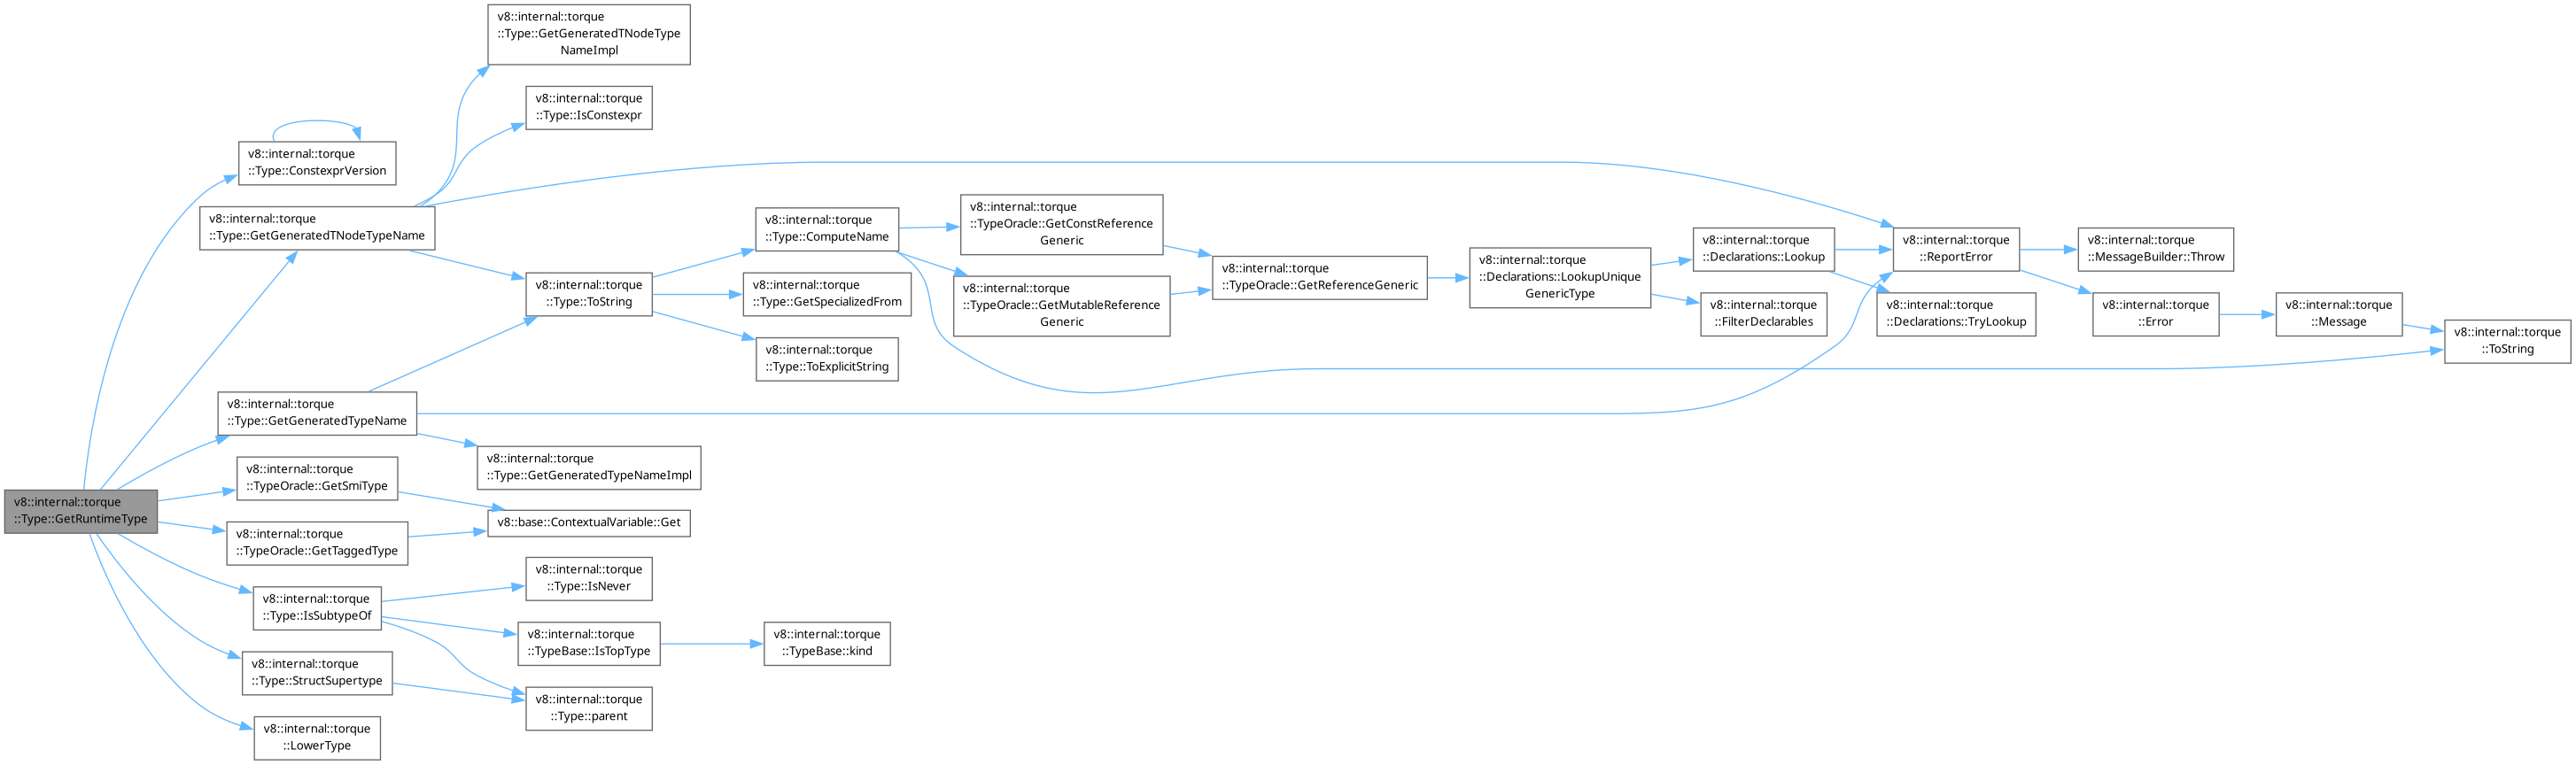 v8::internal::torque
::Type::GetRuntimeType
v8::internal::torque
::Type::ConstexprVersion
v8::internal::torque
::Type::GetGeneratedTNodeTypeName
v8::internal::torque
::Type::GetGeneratedTNodeType
NameImpl
v8::internal::torque
::Type::IsConstexpr
v8::internal::torque
::Type::ToString
v8::internal::torque
::Type::ComputeName
v8::internal::torque
::Type::GetSpecializedFrom
v8::internal::torque
::Type::ToExplicitString
v8::internal::torque
::TypeOracle::GetConstReference
Generic
v8::internal::torque
::TypeOracle::GetMutableReference
Generic
v8::internal::torque
::TypeOracle::GetReferenceGeneric
v8::internal::torque
::Declarations::LookupUnique
GenericType
v8::internal::torque
::Declarations::Lookup
v8::internal::torque
::FilterDeclarables
v8::internal::torque
::ReportError
v8::internal::torque
::Declarations::TryLookup
v8::internal::torque
::MessageBuilder::Throw
v8::internal::torque
::Error
v8::internal::torque
::Message
v8::internal::torque
::ToString
v8::internal::torque
::Type::GetGeneratedTypeName
v8::internal::torque
::Type::GetGeneratedTypeNameImpl
v8::internal::torque
::TypeOracle::GetSmiType
v8::internal::torque
::TypeOracle::GetTaggedType
v8::base::ContextualVariable::Get
v8::internal::torque
::Type::IsSubtypeOf
v8::internal::torque
::Type::IsNever
v8::internal::torque
::TypeBase::IsTopType
v8::internal::torque
::TypeBase::kind
v8::internal::torque
::Type::StructSupertype
v8::internal::torque
::Type::parent
v8::internal::torque
::LowerType